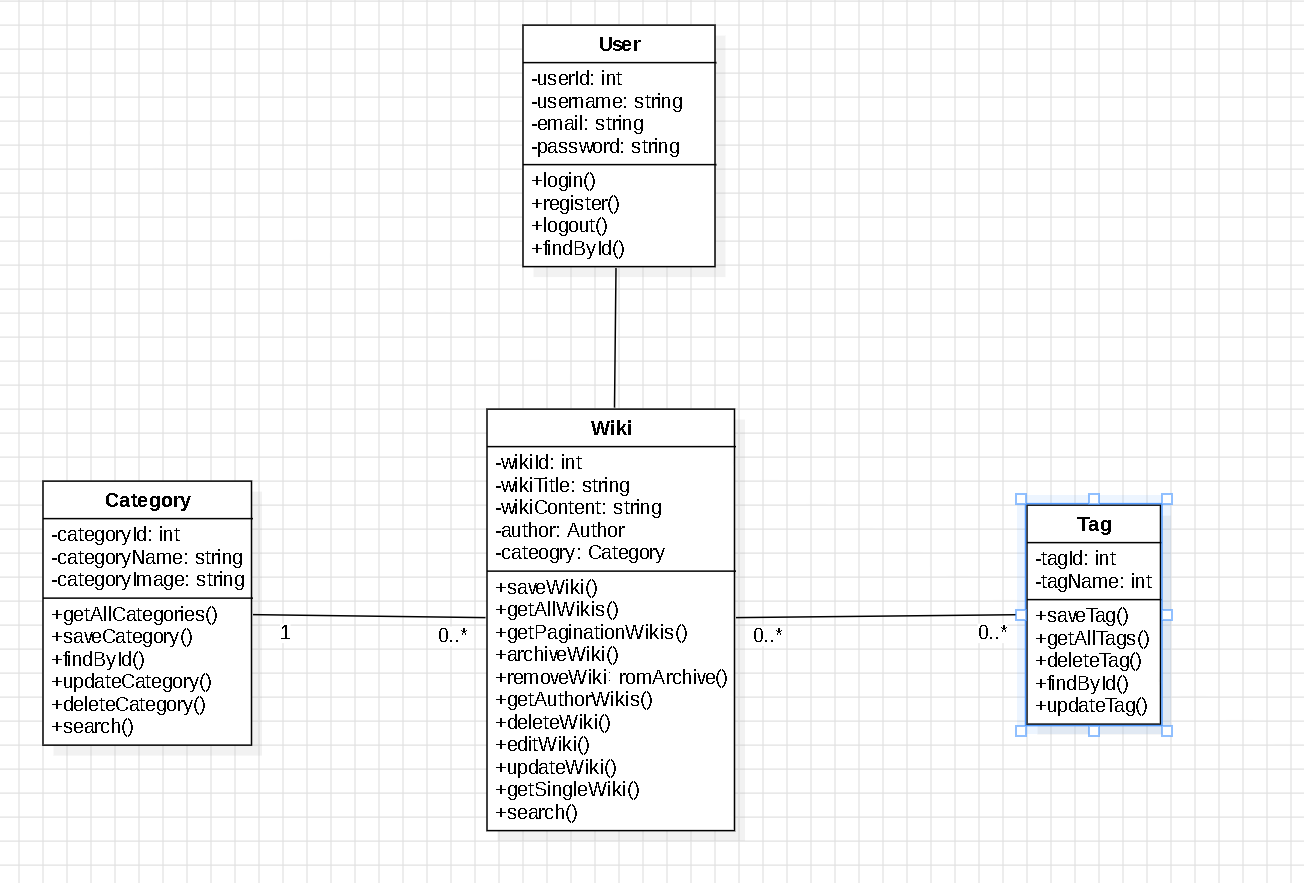 User
-userId: int
-username: string
-email: string
-password: string
+login()
+register()
+logout()
+findById()
Category
-categoryId: int
-categoryName: string
-categoryImage: string
+getAllCategories()
+saveCategory()
+findById()
+updateCategory()
+deleteCategory()
+search()
1
0..*
Wiki
-wikiId: int
-wikiTitle: string
-wikiContent: string
-author: Author
-cateogry: Category
+saveWiki()
+getAllWikis()
+getPaginationWikis()
+archiveWiki()
+removeWiki romArchive()
+getAuthorWikis()
+deleteWiki()
+editWiki()
+updateWiki()
+getSingleWiki()
+search()
0..*
0..*
Tag
-tagId: int
-tagName: int
+saveTag()
+getAllTags()
+deleteTag()
+findById()
+updateTag()